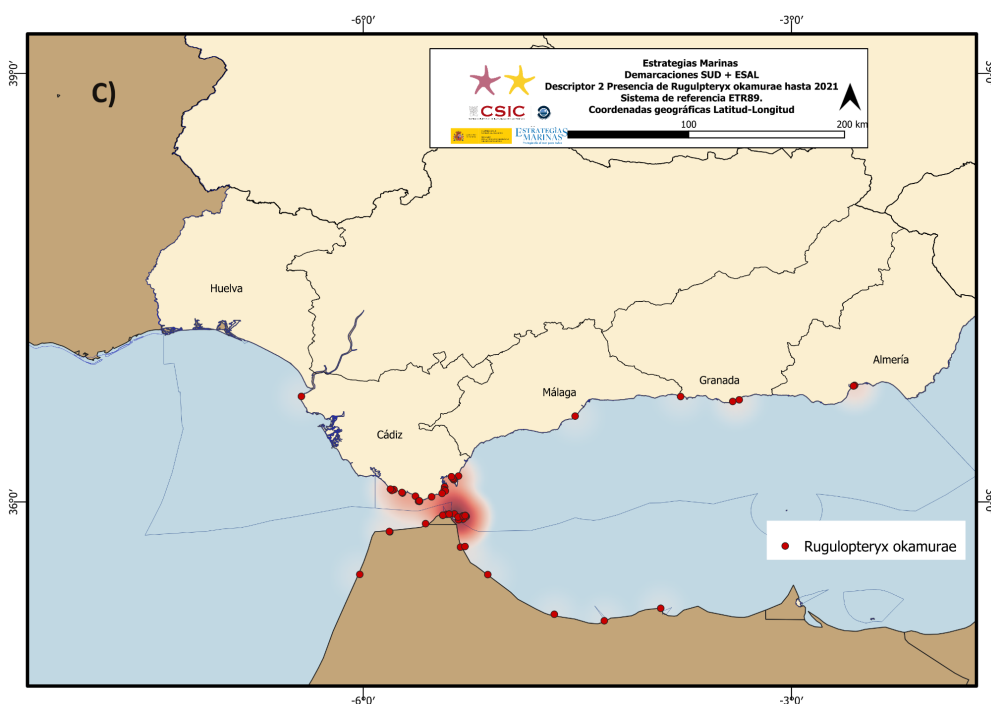 -6°0′
-3°0′
39°0′
C)
Estrategias Marinas
Demarcaciones SUD + ESAL
Descriptor 2 Presencia de Rugulpteryx okamurae hasta 2021
Sistema de referencia ETR89.
Coordenadas geográficas Latitud-Longitud
CSIC
ESTRATEGIAS
MARINAS
100
200 km
Huelva
Cádiz
Málaga
Granada
Almería
36°0′
Rugulopteryx okamurae
-6°0′
-3°0′